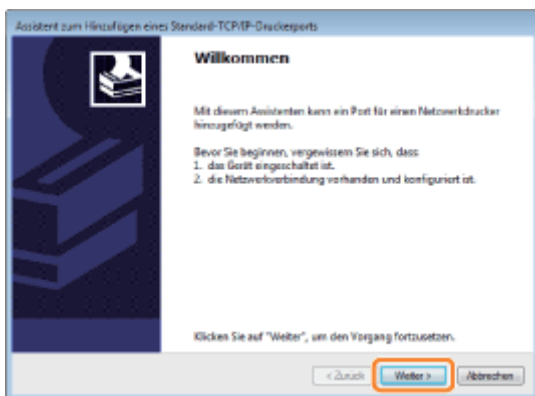 Assistent zum Hinzufügen eines Standard-TCP/IP-Druckerports
Willkommen
Mit diesem Assistenten kann ein Port für einen Netzwerkdrucker
hinzugefügt werden.
Bevor Sie beginnen, vergewissern Sie sich, dass:
1. das Gerät eingeschaltet ist.
2. die Netzwerkverbindung vorhanden und konfiguriert ist.
Klicken Sie auf "Weiter", um den Vorgang fortzusetzen.
< Zurück Weiter > Abbrechen